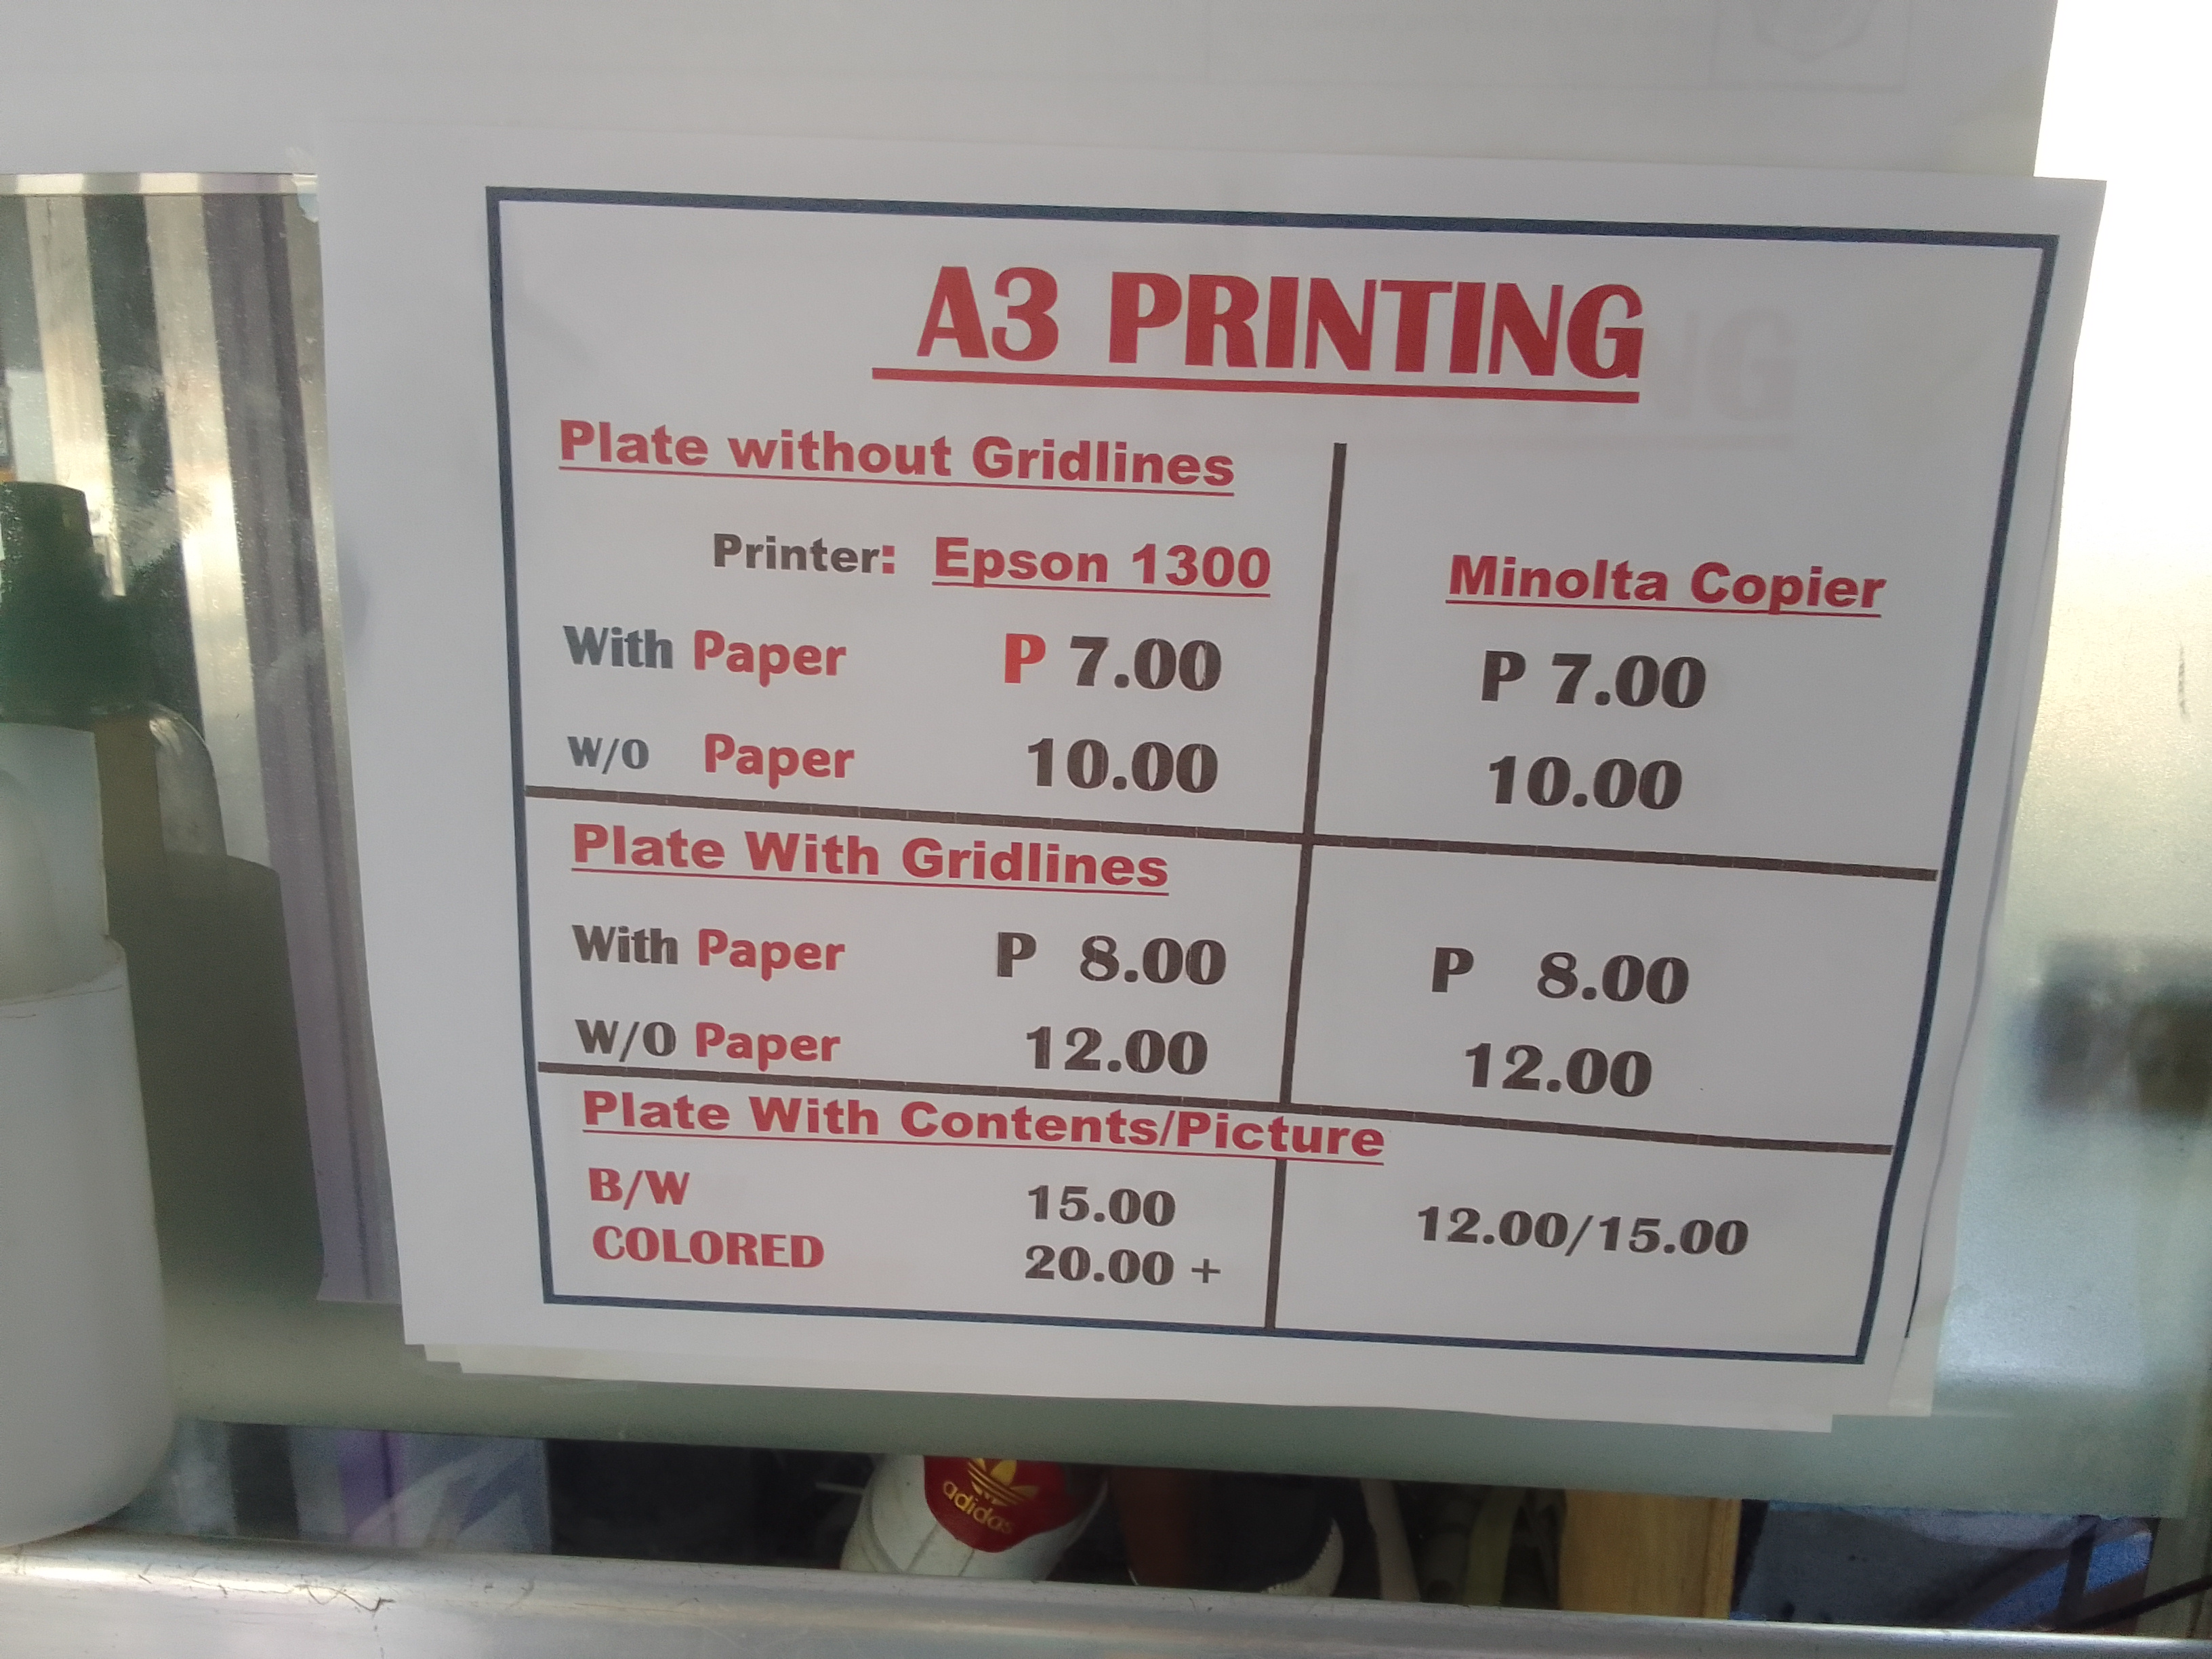 A3 PRINTING
Plate without Gridlines
Printer: Epson 1300 Minolta Copier
With Paper P 7.00 P 7.00
W/O Paper 10.00 10.00
Plate With Gridlines
With Paper P 8.00 P 8.00
W/O Paper 12.00 12.00
Plate With Contents/Picture
B/W 15.00 12.00/15.00
COLORED 20.00 +
adidas